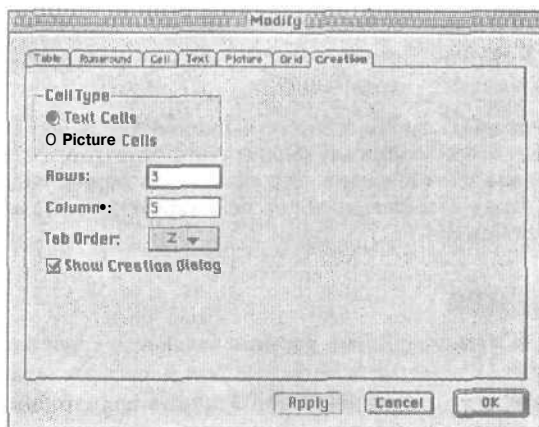 Modify
Table Runaround Cell Text Picture Grid Creation
Cell Type
Text Cells
Picture Cells
Rows: 3
Columns: 5
Tab Order: Z
Show Creation Dialog
Apply Cancel OK